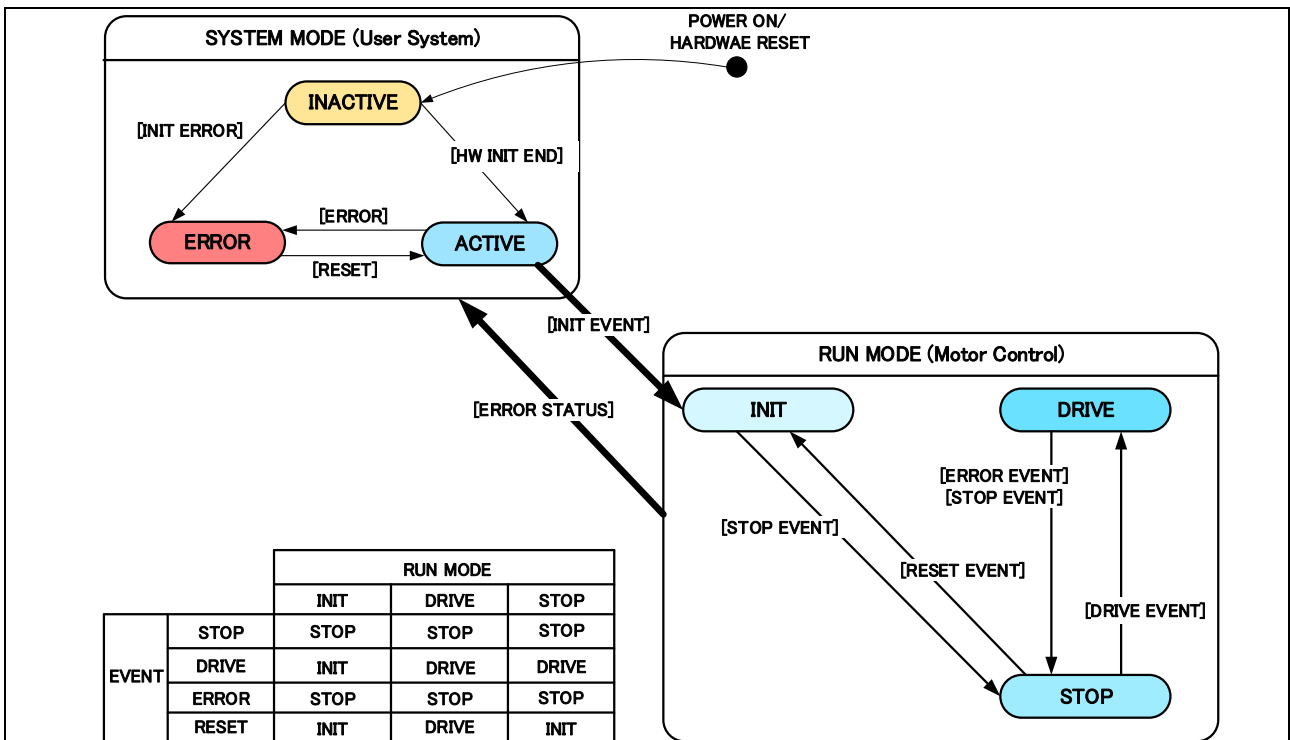 POWER ON/
HARDWAE RESET
SYSTEM MODE (User System)
INACTIVE
[INIT ERROR]
[HW INIT END]
[ERROR]
ERROR
ACTIVE
[RESET]
[INIT EVENT]
[ERROR STATUS]
RUN MODE (Motor Control)
INIT
DRIVE
[ERROR EVENT]
[STOP EVENT]
[STOP EVENT]
[RESET EVENT]
[DRIVE EVENT]
STOP
RUN MODE
INIT DRIVE STOP
EVENT
STOP STOP STOP STOP
DRIVE INIT DRIVE DRIVE
ERROR STOP STOP STOP
RESET INIT DRIVE INIT